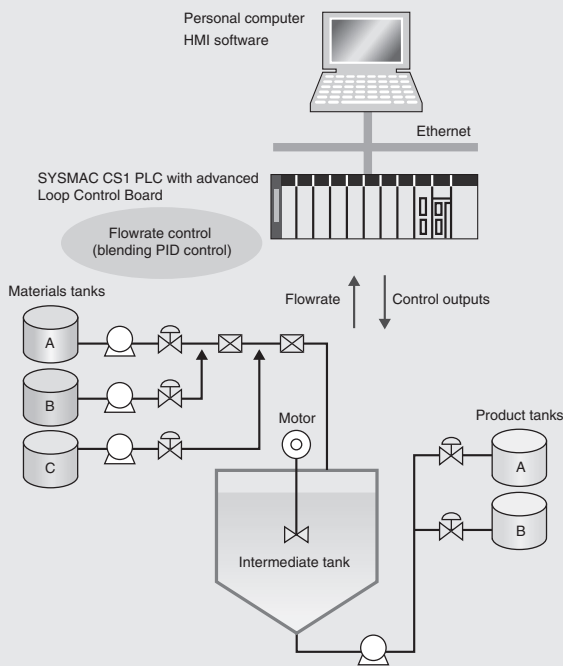 Personal computer
HMI software
Ethernet
SYSMAC CS1 PLC with advanced
Loop Control Board
Flowrate control
(blending PID control)
Flowrate
Control outputs
Materials tanks
A
B
C
Motor
Product tanks
A
B
Intermediate tank